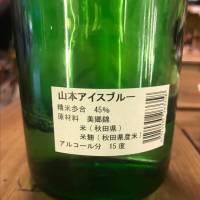 山本アイスブルー
精米歩合 45%
原材料 美郷錦
米（秋田県）
米麹（秋田県産米）
アルコール分 15度